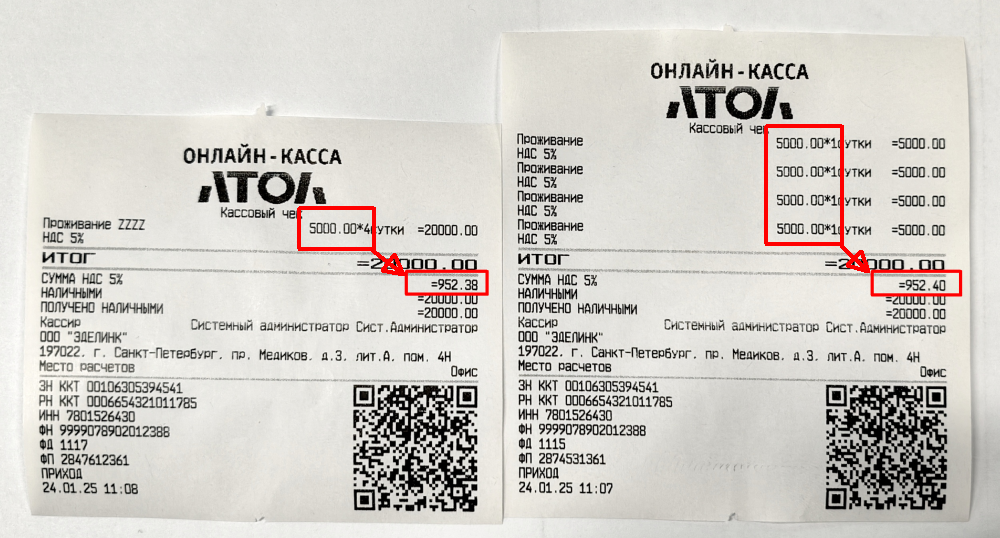 ОНЛАЙН-КАССА
АТОЛ
Кассовый чек
Проживание ZZZZ
5000.00*4сутки =20000.00
НДС 5%
ИТОГ =20000.00
СУММА НДС 5% =952.38
НАЛИЧНЫМИ =20000.00
ПОЛУЧЕНО НАЛИЧНЫМИ =20000.00
Кассир Системный администратор Сист.Администратор
ООО "ЭДЕЛИНК"
197022, г. Санкт-Петербург, пр. Медиков, д.3, лит.А, пом. 4Н
Место расчетов Офис
ЗН ККТ 00106305394541
РН ККТ 0006654321011785
ИНН 7801526430
ФН 9999078902012388
ФД 1117
ФП 2847612361
ПРИХОД
24.01.25 11:08
ОНЛАЙН-КАССА
АТОЛ
Кассовый чек
Проживание 5000.00*1сутки =5000.00
НДС 5%
Проживание 5000.00*1сутки =5000.00
НДС 5%
Проживание 5000.00*1сутки =5000.00
НДС 5%
Проживание 5000.00*1сутки =5000.00
НДС 5%
ИТОГ =20000.00
СУММА НДС 5% =952.40
НАЛИЧНЫМИ =20000.00
ПОЛУЧЕНО НАЛИЧНЫМИ =20000.00
Кассир Системный администратор Сист.Администратор
ООО "ЭДЕЛИНК"
197022, г. Санкт-Петербург, пр. Медиков, д.3, лит.А, пом. 4Н
Место расчетов Офис
ЗН ККТ 00106305394541
РН ККТ 0006654321011785
ИНН 7801526430
ФН 9999078902012388
ФД 1115
ФП 2874531361
ПРИХОД
24.01.25 11:07